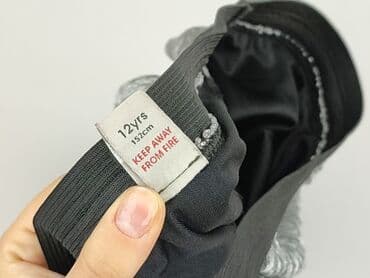 12yrs
152cm
KEEP AWAY
FROM FIRE